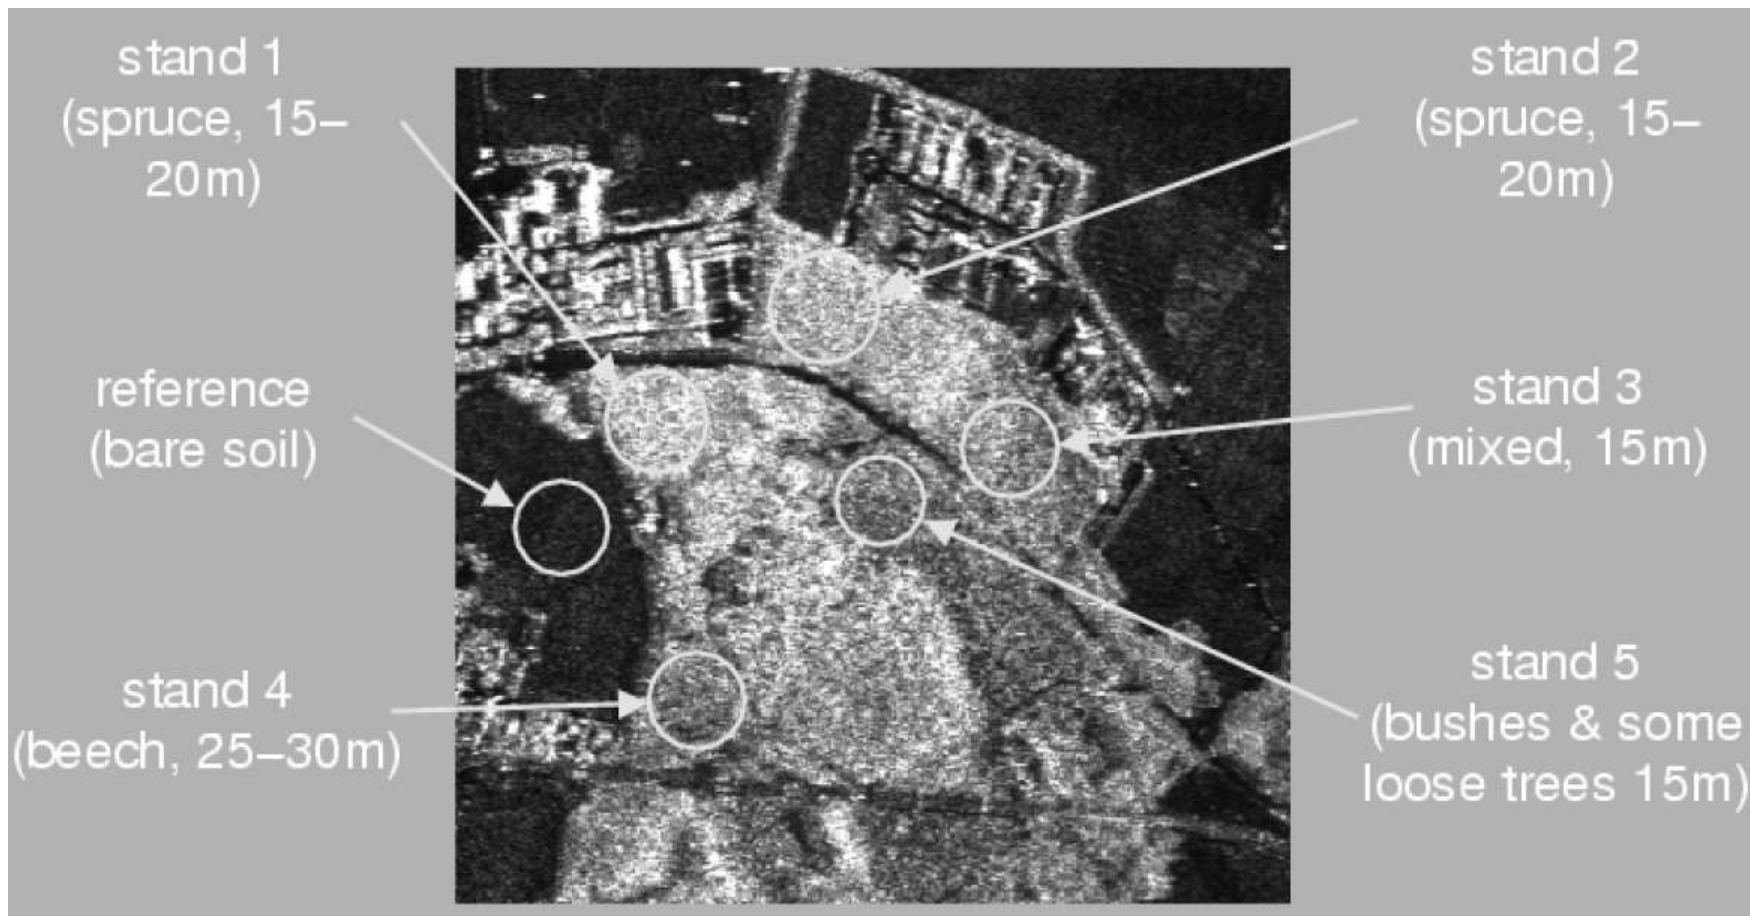 stand 1
(spruce, 15–
20m)
stand 2
(spruce, 15–
20m)
reference
(bare soil)
stand 3
(mixed, 15m)
stand 4
(beech, 25–30m)
stand 5
(bushes & some
loose trees 15m)